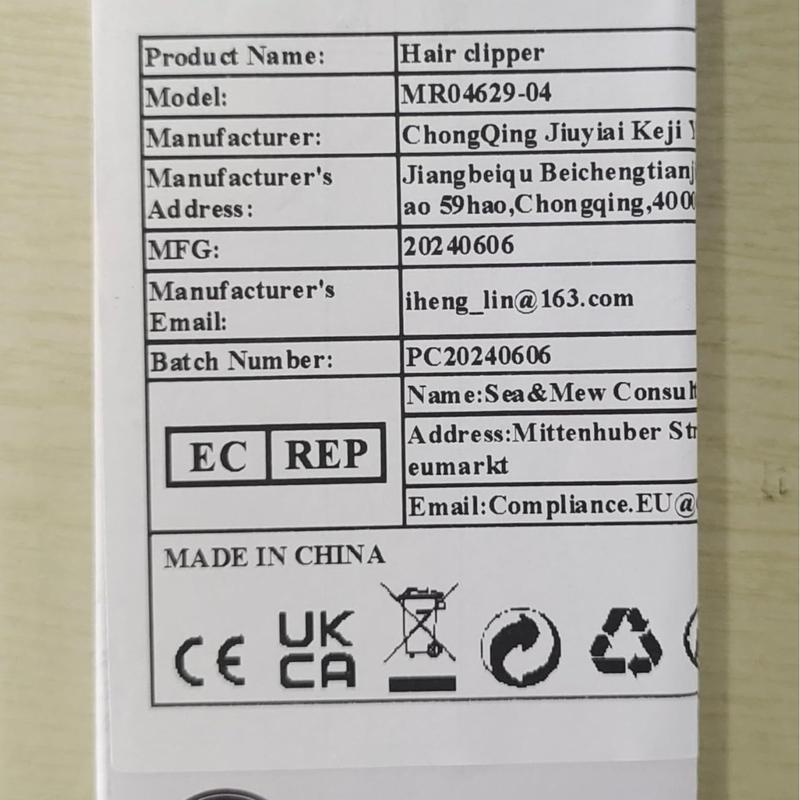 Product Name: Hair clipper
Model: MR04629-04
Manufacturer: ChongQing Jiuyiai Keji
Manufacturer's Address: Jiangbeiqu Beichengtianj
ao 59hao,Chongqing,400
MFG: 20240606
Manufacturer's Email: iheng_lin@163.com
Batch Number: PC20240606
EC REP
Name:Sea&Mew Consul
Address:Mittenhuber Str
eumarkt
Email:Compliance.EU@
MADE IN CHINA
CE
UK
CA